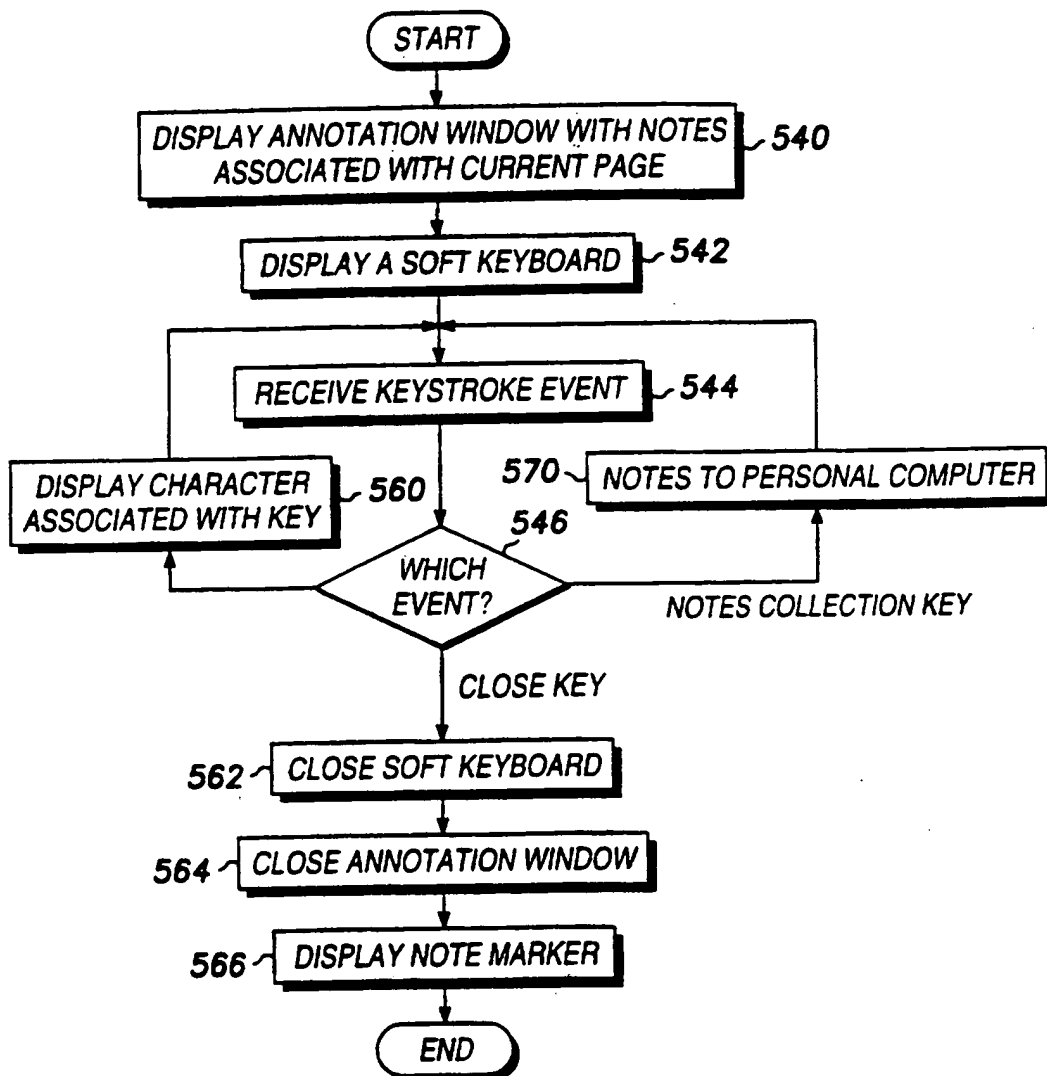 START
DISPLAY ANNOTATION WINDOW WITH NOTES
ASSOCIATED WITH CURRENT PAGE
540
DISPLAY A SOFT KEYBOARD
542
RECEIVE KEYSTROKE EVENT
544
DISPLAY CHARACTER
ASSOCIATED WITH KEY
560
570
NOTES TO PERSONAL COMPUTER
546
WHICH
EVENT?
NOTES COLLECTION KEY
CLOSE KEY
562
CLOSE SOFT KEYBOARD
564
CLOSE ANNOTATION WINDOW
566
DISPLAY NOTE MARKER
END